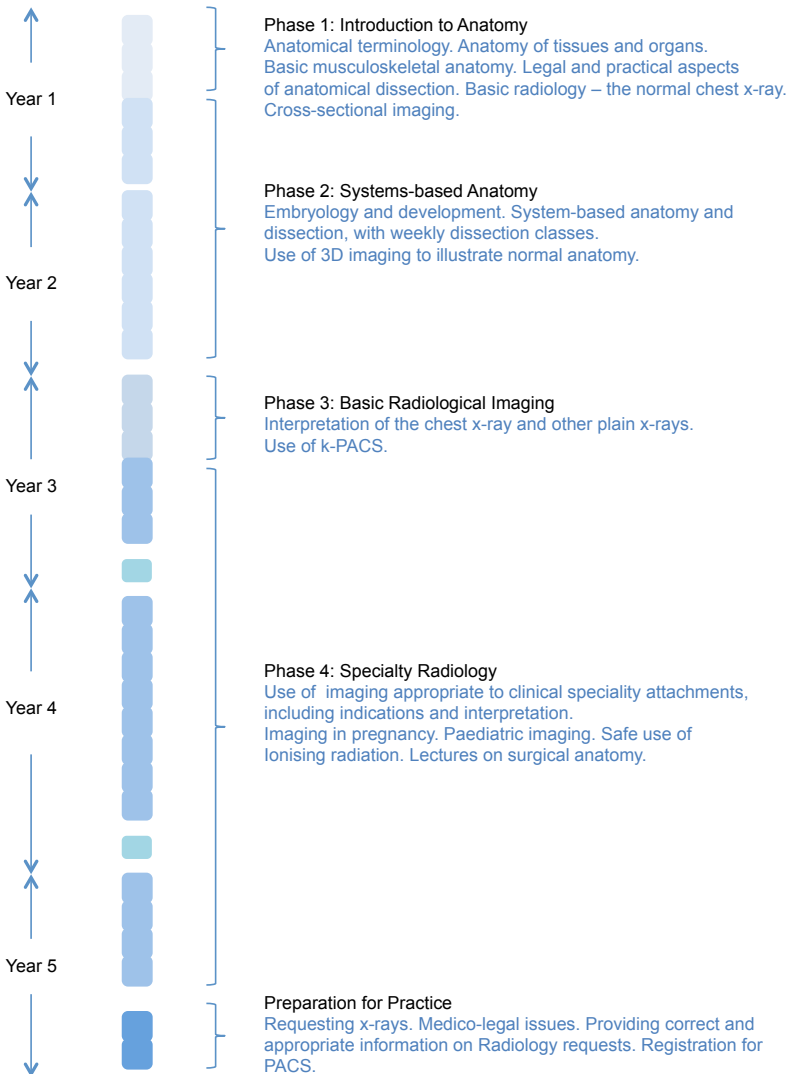 Phase 1: Introduction to Anatomy
Anatomical terminology. Anatomy of tissues and organs.
Basic musculoskeletal anatomy. Legal and practical aspects
of anatomical dissection. Basic radiology – the normal chest x-ray.
Cross-sectional imaging.
Year 1
Phase 2: Systems-based Anatomy
Embryology and development. System-based anatomy and
dissection, with weekly dissection classes.
Use of 3D imaging to illustrate normal anatomy.
Year 2
Phase 3: Basic Radiological Imaging
Interpretation of the chest x-ray and other plain x-rays.
Use of k-PACS.
Year 3
Phase 4: Specialty Radiology
Use of  imaging appropriate to clinical speciality attachments,
including indications and interpretation.
Imaging in pregnancy. Paediatric imaging. Safe use of
Ionising radiation. Lectures on surgical anatomy.
Year 4
Year 5
Preparation for Practice
Requesting x-rays. Medico-legal issues. Providing correct and
appropriate information on Radiology requests. Registration for
PACS.